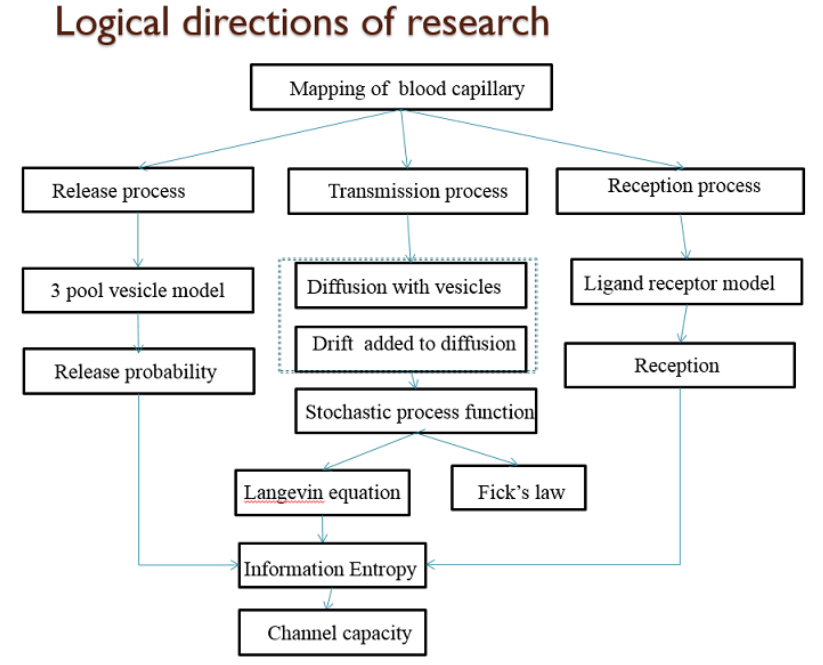 Logical directions of research
Mapping of blood capillary
Release process
Transmission process
Reception process
3 pool vesicle model
Diffusion with vesicles
Ligand receptor model
Drift added to diffusion
Release probability
Reception
Stochastic process function
Langevin equation
Fick's law
Information Entropy
Channel capacity